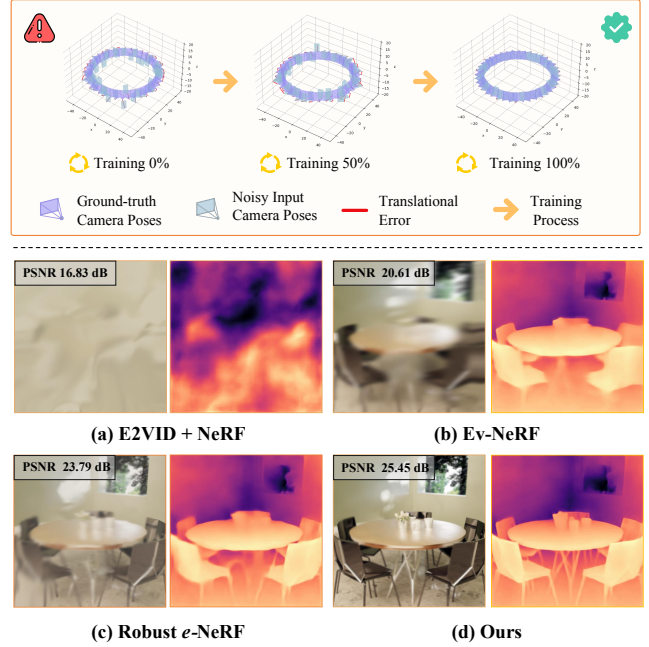 Training 0%
Training 50%
Training 100%
Ground-truth
Camera Poses
Noisy Input
Camera Poses
Translational
Error
Training
Process
PSNR 16.83 dB
PSNR 20.61 dB
(a) E2VID + NeRF
(b) Ev-NeRF
PSNR 23.79 dB
PSNR 25.45 dB
(c) Robust e-NeRF
(d) Ours